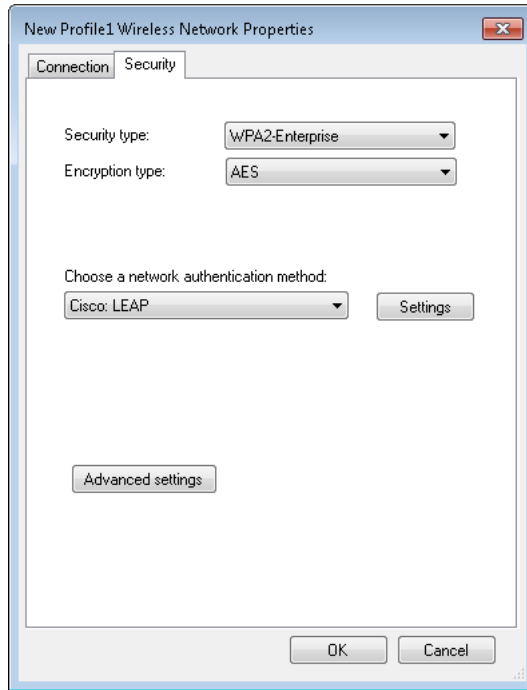 New Profile1 Wireless Network Properties
Connection
Security
Security type:
WPA2-Enterprise
Encryption type:
AES
Choose a network authentication method:
Cisco: LEAP
Settings
Advanced settings
OK
Cancel